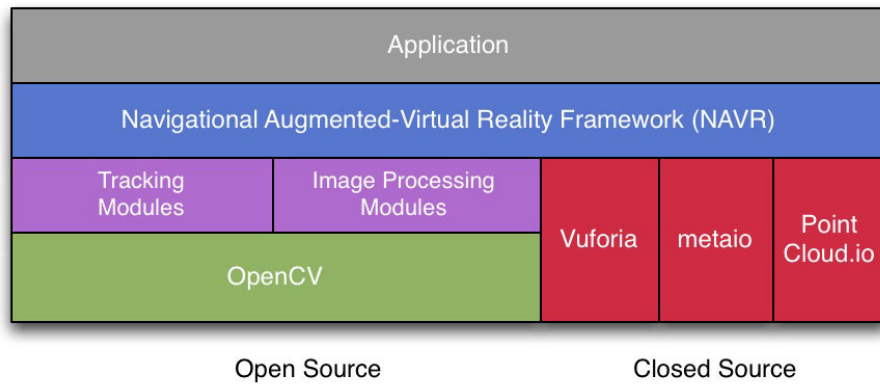 Application
Navigational Augmented-Virtual Reality Framework (NAVR)
Tracking
Modules
Image Processing
Modules
Vuforia
metaio
Point
Cloud.io
OpenCV
Open Source
Closed Source